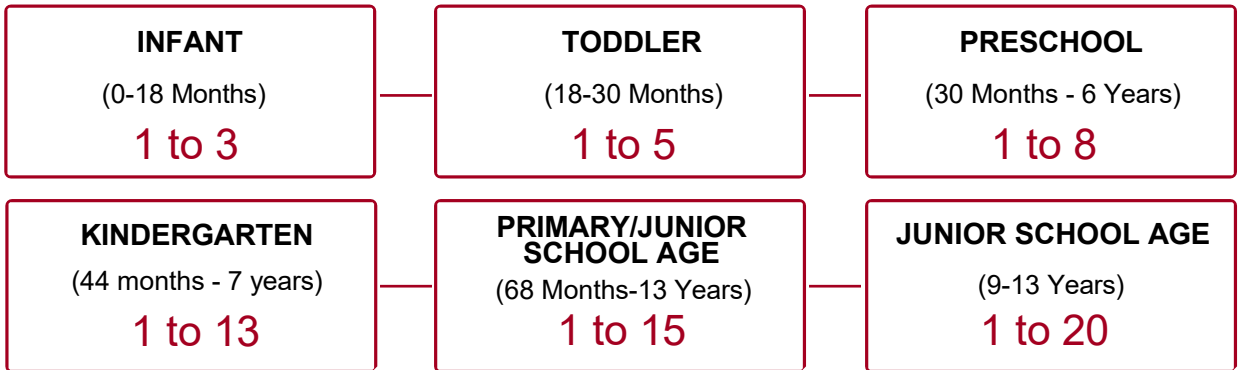 INFANT
(0-18 Months)
1 to 3
TODDLER
(18-30 Months)
1 to 5
PRESCHOOL
(30 Months - 6 Years)
1 to 8
KINDERGARTEN
(44 months - 7 years)
1 to 13
PRIMARY/JUNIOR
SCHOOL AGE
(68 Months-13 Years)
1 to 15
JUNIOR SCHOOL AGE
(9-13 Years)
1 to 20